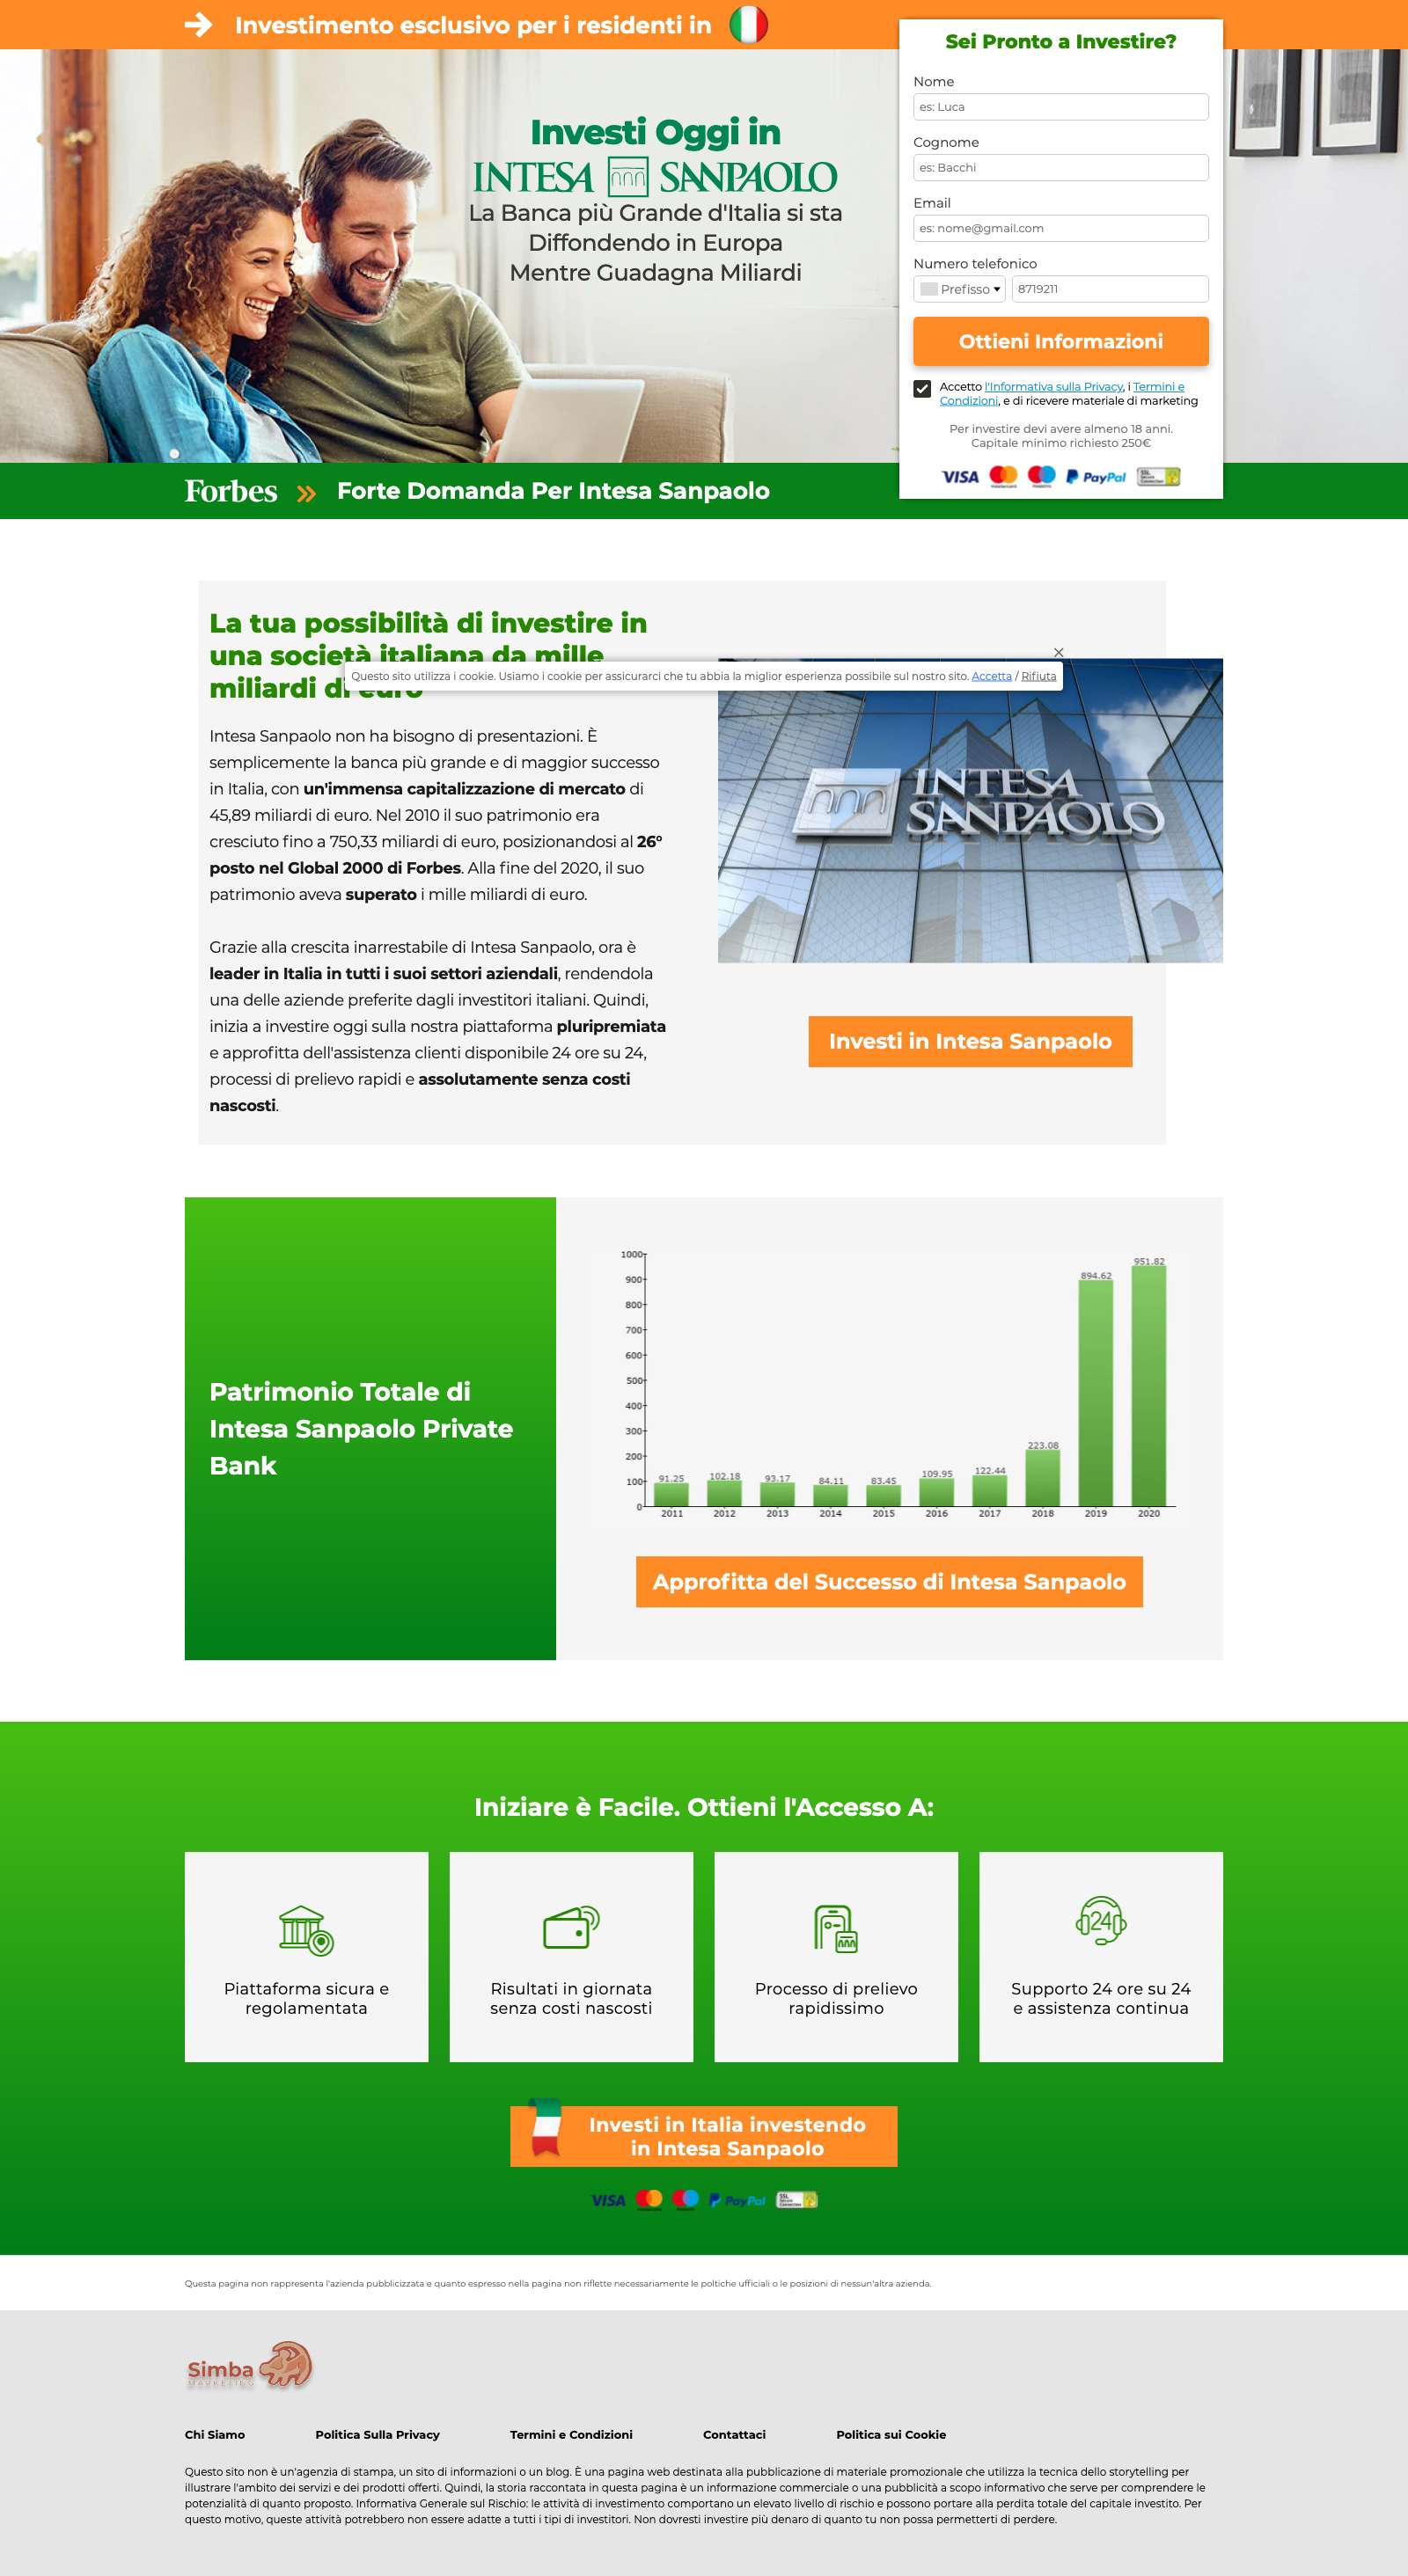 Investimento esclusivo per i residenti in
Investi Oggi in
INTESA SANPAOLO
La Banca più Grande d'Italia si sta
Diffondendo in Europa
Mentre Guadagna Miliardi
Sei Pronto a Investire?
Nome
es: Luca
Cognome
es: Bacchi
Email
es: nome@gmail.com
Numero telefonico
Prefisso 8719211
Ottieni Informazioni
Accetto l'Informativa sulla Privacy, i Termini e
Condizioni, e di ricevere materiale di marketing
Per investire devi avere almeno 18 anni.
Capitale minimo richiesto 250€
VISA PayPal
Forbes Forte Domanda Per Intesa Sanpaolo
La tua possibilità di investire in
una società italiana da mille
miliardi di euro
Questo sito utilizza i cookie. Usiamo i cookie per assicurarci che tu abbia la miglior esperienza possibile sul nostro sito. Accetta / Rifiuta
Intesa Sanpaolo non ha bisogno di presentazioni. È
semplicemente la banca più grande e di maggior successo
in Italia, con un'immensa capitalizzazione di mercato di
45,89 miliardi di euro. Nel 2010 il suo patrimonio era
cresciuto fino a 750,33 miliardi di euro, posizionandosi al 26°
posto nel Global 2000 di Forbes. Alla fine del 2020, il suo
patrimonio aveva superato i mille miliardi di euro.
Grazie alla crescita inarrestabile di Intesa Sanpaolo, ora è
leader in Italia in tutti i suoi settori aziendali, rendendola
una delle aziende preferite dagli investitori italiani. Quindi,
inizia a investire oggi sulla nostra piattaforma pluripremiata
e approfitta dell'assistenza clienti disponibile 24 ore su 24,
processi di prelievo rapidi e assolutamente senza costi
nascosti.
INTESA
SANPAOLO
Investi in Intesa Sanpaolo
Patrimonio Totale di
Intesa Sanpaolo Private
Bank
1000
900
800
700
600
500
400
300
200
100
0
91.25 102.18 93.17 84.11 83.45 109.95 122.44 223.08 894.62 951.82
2011 2012 2013 2014 2015 2016 2017 2018 2019 2020
Approfitta del Successo di Intesa Sanpaolo
Iniziare è Facile. Ottieni l'Accesso A:
Piattaforma sicura e
regolamentata
Risultati in giornata
senza costi nascosti
Processo di prelievo
rapidissimo
24
Supporto 24 ore su 24
e assistenza continua
Investi in Italia investendo
in Intesa Sanpaolo
VISA PayPal
Questa pagina non rappresenta l'azienda pubblicizzata e quanto espresso nella pagina non riflette necessariamente le poltiche ufficiali o le posizioni di nessun'altra azienda.
Simba
MARKETING
Chi Siamo Politica Sulla Privacy Termini e Condizioni Contattaci Politica sui Cookie
Questo sito non è un'agenzia di stampa, un sito di informazioni o un blog. È una pagina web destinata alla pubblicazione di materiale promozionale che utilizza la tecnica dello storytelling per
illustrare l'ambito dei servizi e dei prodotti offerti. Quindi, la storia raccontata in questa pagina è un informazione commerciale o una pubblicità a scopo informativo che serve per comprendere le
potenzialità di quanto proposto. Informativa Generale sul Rischio: le attività di investimento comportano un elevato livello di rischio e possono portare alla perdita totale del capitale investito. Per
questo motivo, queste attività potrebbero non essere adatte a tutti i tipi di investitori. Non dovresti investire più denaro di quanto tu non possa permetterti di perdere.